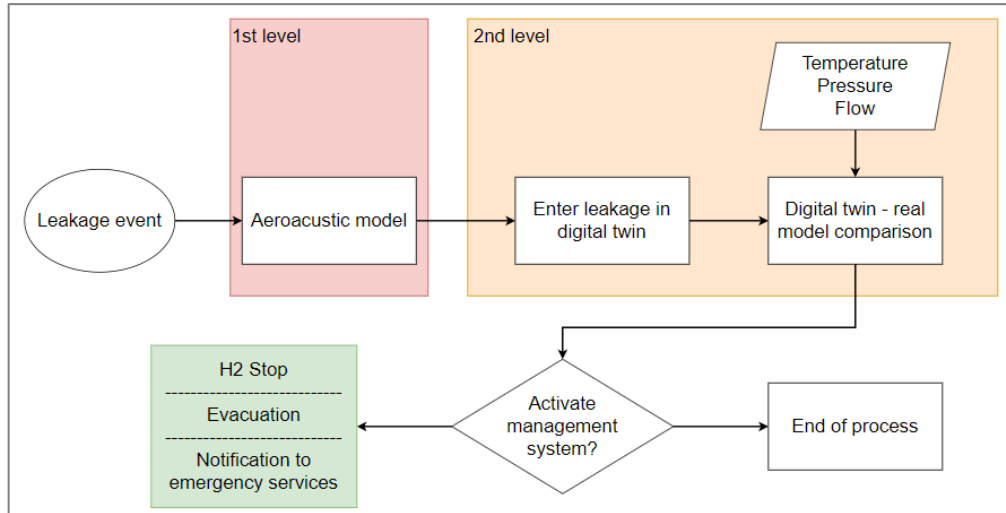 1st level
2nd level
Temperature
Pressure
Flow
Leakage event
Aeroacustic model
Enter leakage in
digital twin
Digital twin - real
model comparison
H2 Stop
Evacuation
Notification to
emergency services
Activate
management
system?
End of process